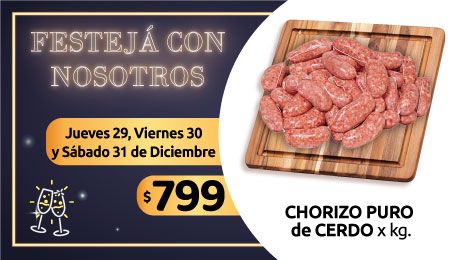 FESTEJÁ CON
NOSOTROS
Jueves 29, Viernes 30
y Sábado 31 de Diciembre
$799
CHORIZO PURO
de CERDO x kg.